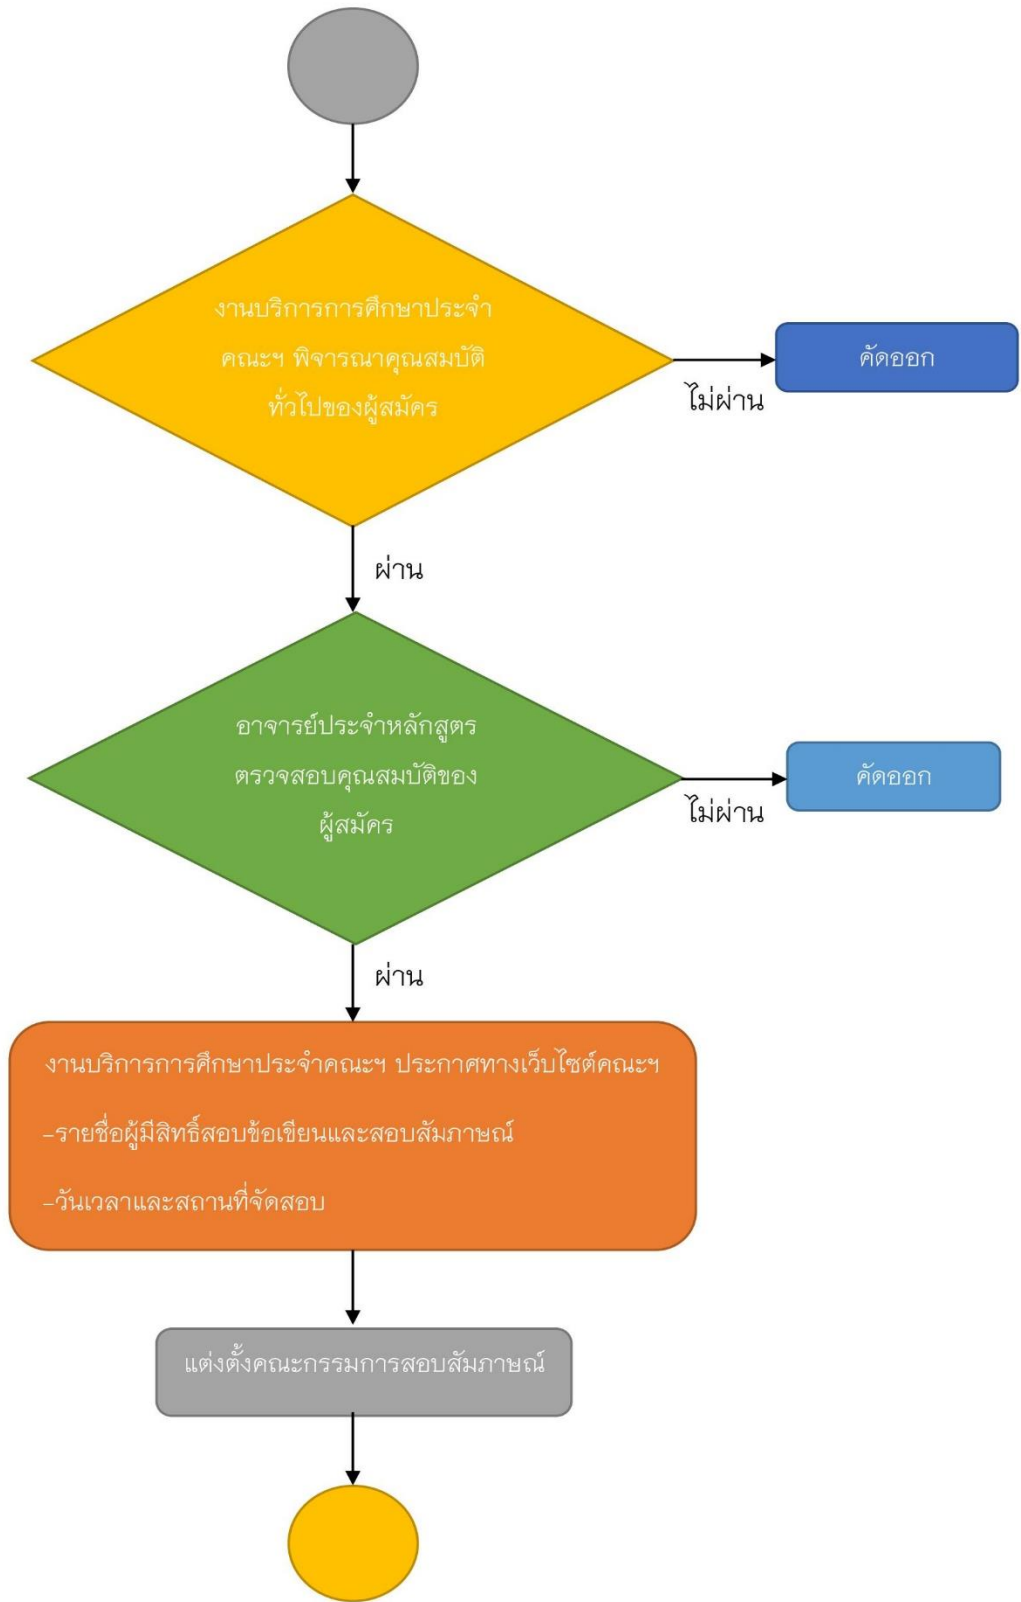 งานบริการการศึกษาประจำ
คณะฯ พิจารณาคุณสมบัติ
ทั่วไปของผู้สมัคร
คัดออก
ไม่ผ่าน
ผ่าน
อาจารย์ประจำหลักสูตร
ตรวจสอบคุณสมบัติของ
ผู้สมัคร
คัดออก
ไม่ผ่าน
ผ่าน
งานบริการการศึกษาประจำคณะฯ ประกาศทางเว็บไซต์คณะฯ
-รายชื่อผู้มีสิทธิ์สอบข้อเขียนและสอบสัมภาษณ์
-วันเวลาและสถานที่จัดสอบ
แต่งตั้งคณะกรรมการสอบสัมภาษณ์